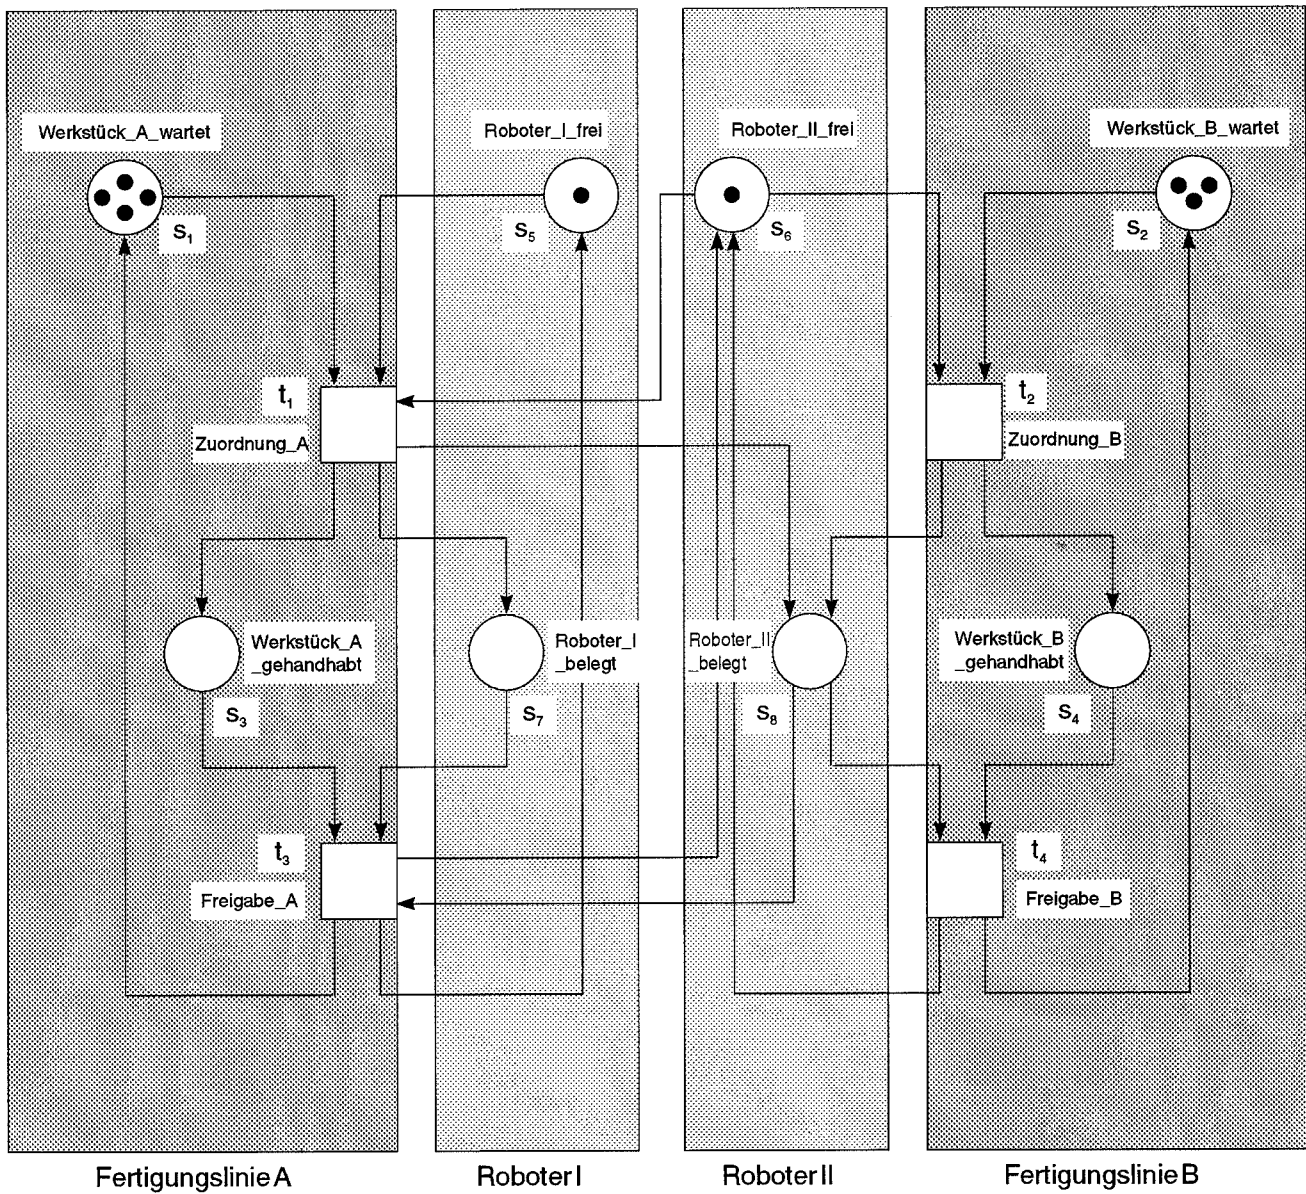 Werkstück_A_wartet
Roboter_I_frei
Roboter_II_frei
Werkstück_B_wartet
S1
S5
S6
S2
t1
Zuordnung_A
t2
Zuordnung_B
Werkstück_A
_gehandhabt
Roboter_I
_belegt
Roboter_II
_belegt
Werkstück_B
_gehandhabt
S3
S7
S8
S4
t3
Freigabe_A
t4
Freigabe_B
Fertigungslinie A
Roboter I
Roboter II
Fertigungslinie B